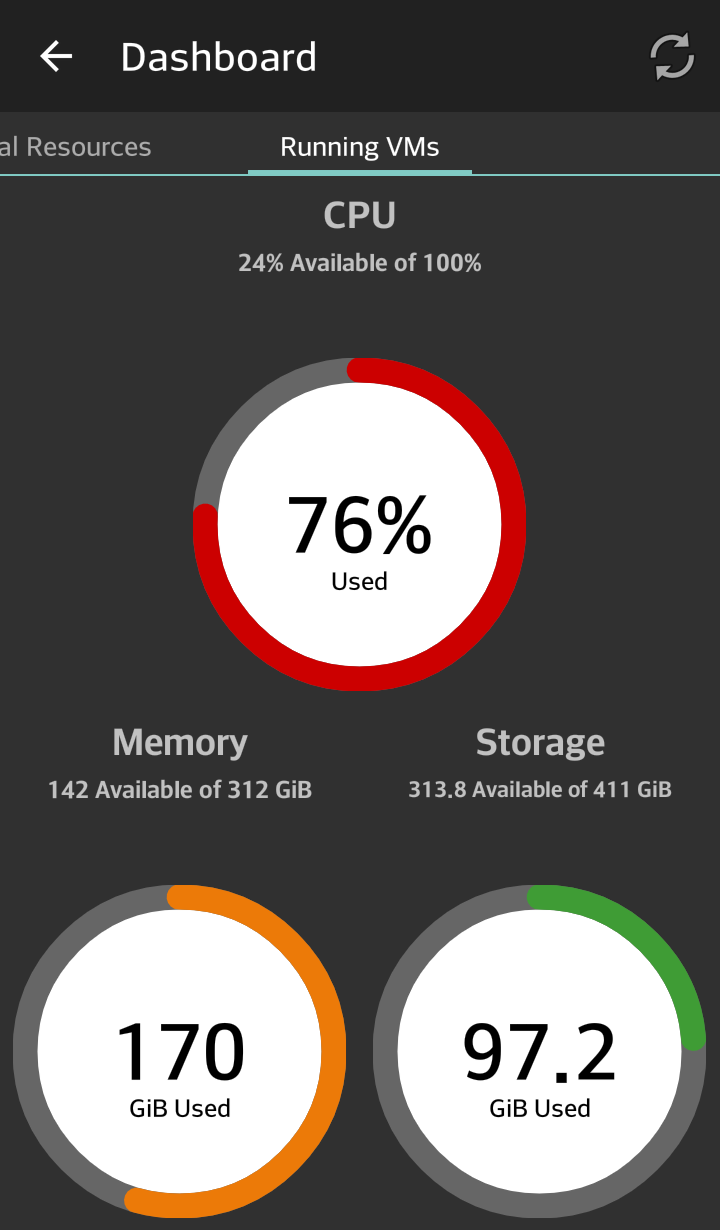 Dashboard
al Resources
Running VMs
CPU
24% Available of 100%
76%
Used
Memory
142 Available of 312 GiB
Storage
313.8 Available of 411 GiB
170
GiB Used
97.2
GiB Used